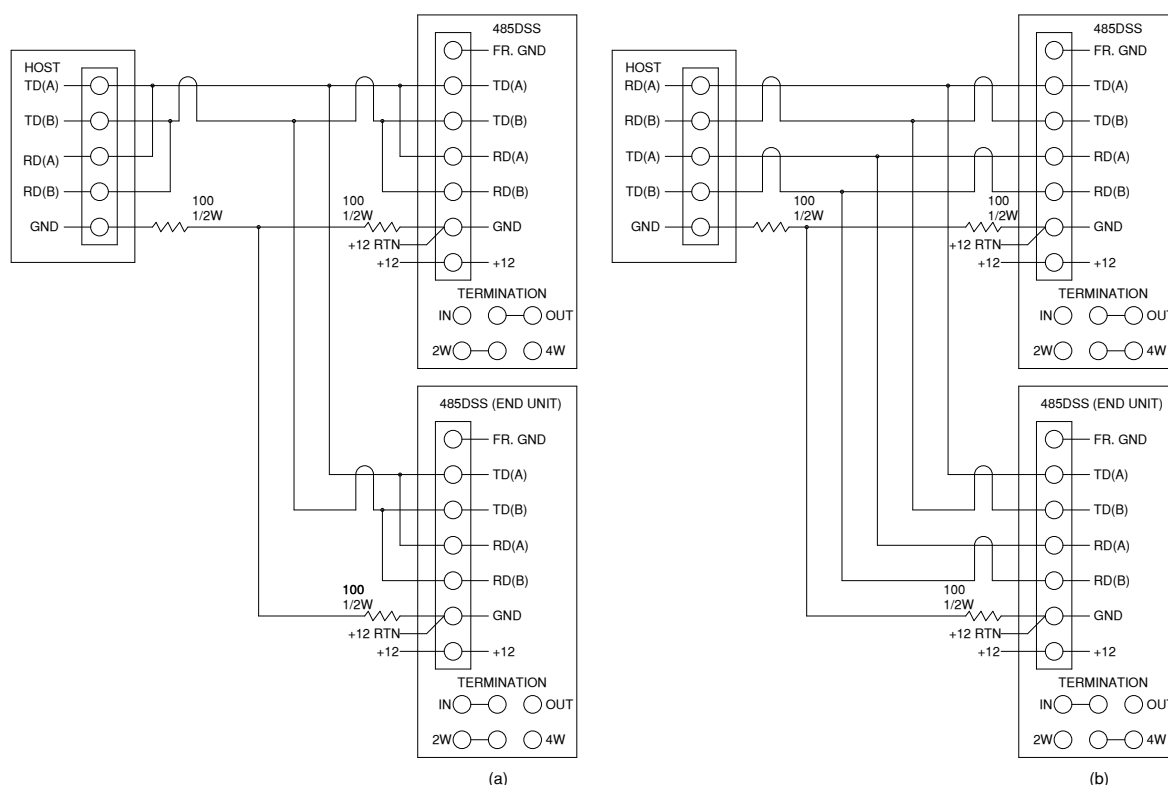 485DSS
FR. GND
HOST
TD(A)
TD(A)
TD(B)
TD(B)
RD(A)
RD(A)
RD(B)
RD(B)
100
1/2W
100
1/2W
GND
GND
+12 RTN
+12
+12
TERMINATION
IN
OUT
2W
4W
485DSS (END UNIT)
FR. GND
TD(A)
TD(B)
RD(A)
RD(B)
100
1/2W
GND
+12 RTN
+12
+12
TERMINATION
IN
OUT
2W
4W
(a)
485DSS
FR. GND
HOST
RD(A)
TD(A)
RD(B)
TD(B)
TD(A)
RD(A)
TD(B)
RD(B)
100
1/2W
100
1/2W
GND
GND
+12 RTN
+12
+12
TERMINATION
IN
OUT
2W
4W
485DSS (END UNIT)
FR. GND
TD(A)
TD(B)
RD(A)
RD(B)
100
1/2W
GND
+12 RTN
+12
+12
TERMINATION
IN
OUT
2W
4W
(b)